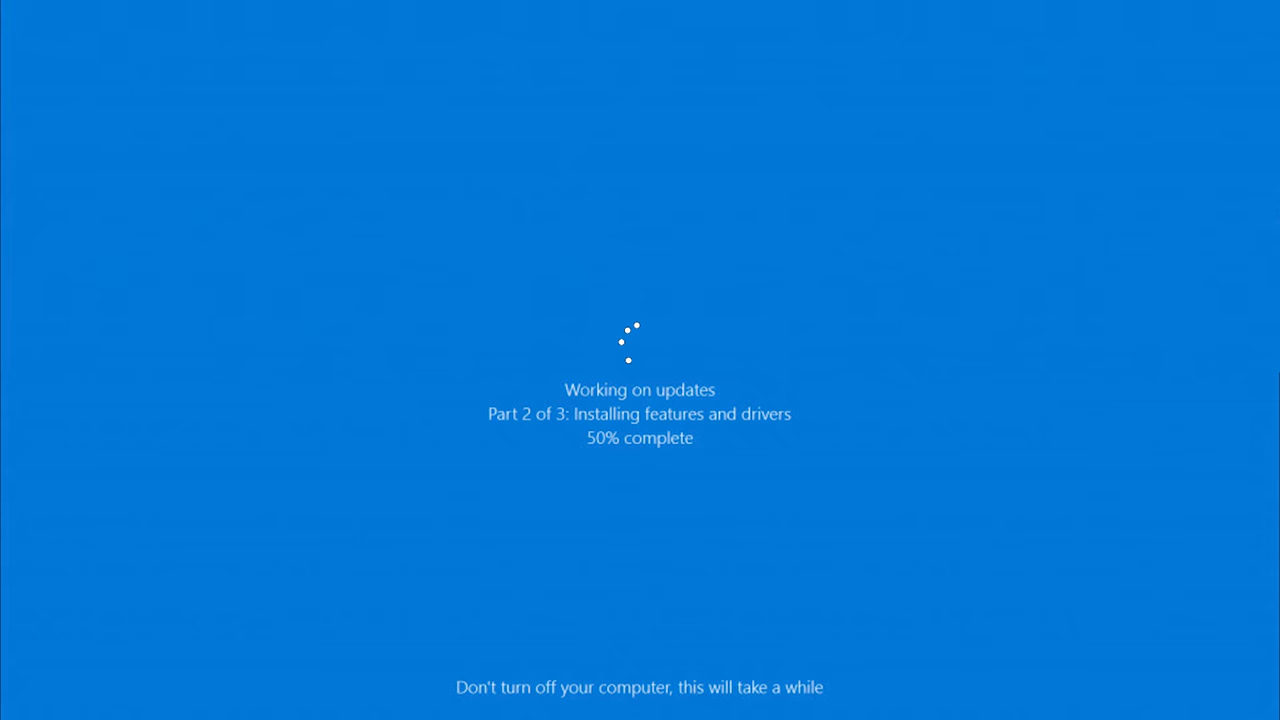 Working on updates
Part 2 of 3: Installing features and drivers
50% complete
Don't turn off your computer, this will take a while